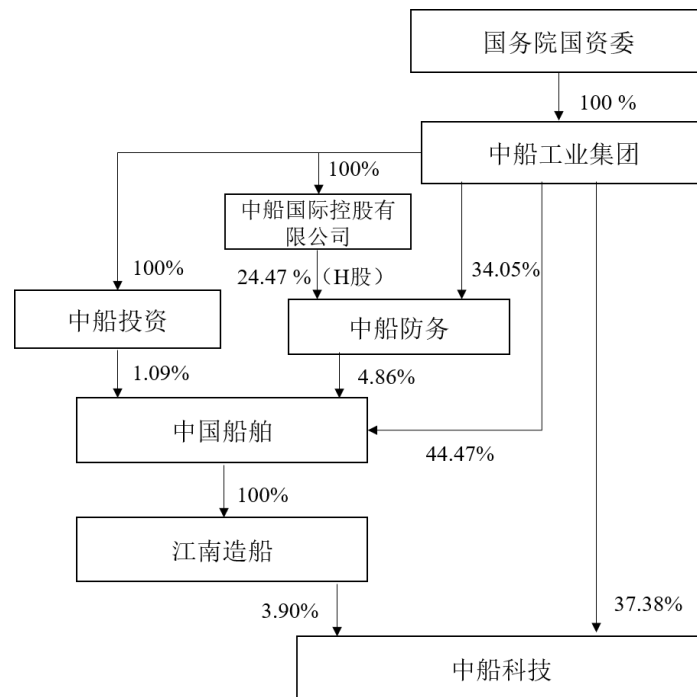 国务院国资委
100 %
中船工业集团
100%
中船国际控股有
限公司
100%
24.47 %（H股）
34.05%
中船投资
中船防务
1.09%
4.86%
中国船舶
44.47%
100%
江南造船
3.90%
37.38%
中船科技